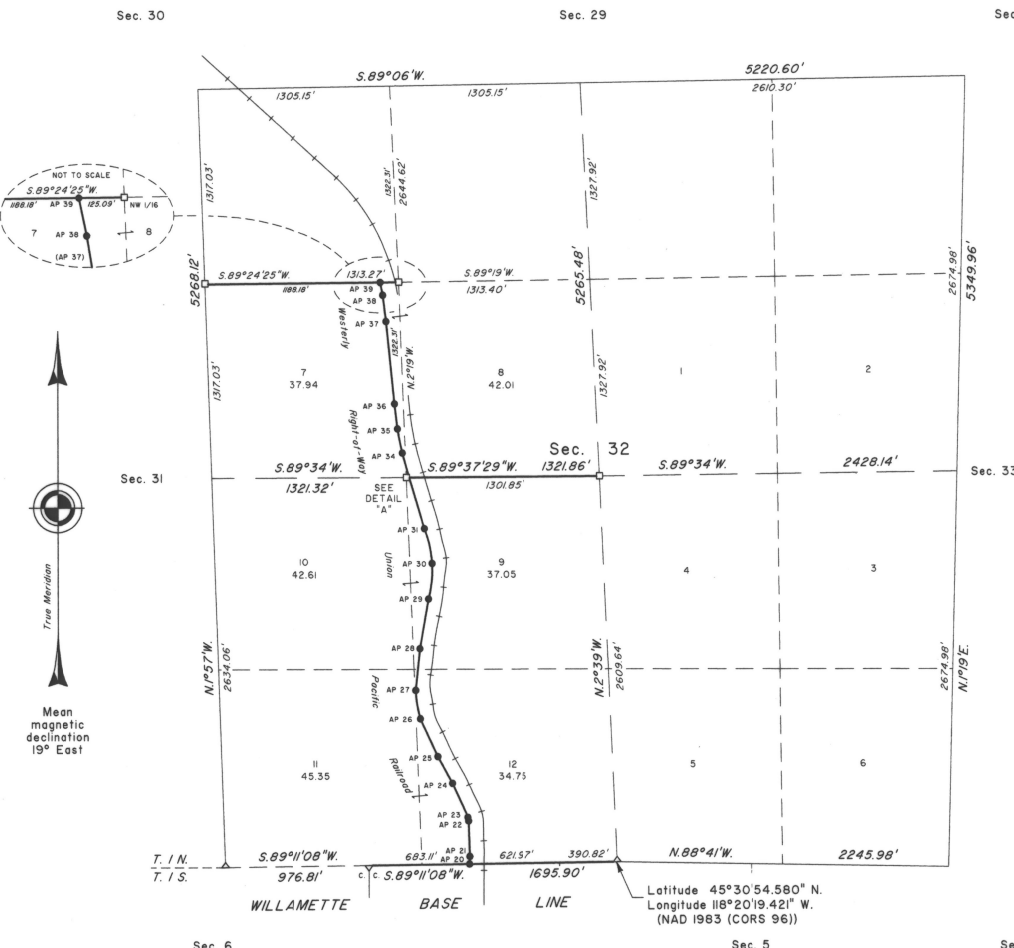 Sec. 30
Sec. 29
Sec
S.89°06'W.
5220.60'
1305.15'
1305.15'
2610.30'
NOT TO SCALE
S.89°24'25"W.
1188.18'
AP 39
125.09'
NW 1/16
7
AP 38
8
(AP 37)
1317.03'
1322.31'
2644.62'
1327.92'
5268.12'
S.89°24'25"W.
1313.27'
S.89°19'W.
1188.18'
AP 39
1313.40'
5265.48'
2674.98'
5349.96'
AP 38
AP 37
Westerly
1322.31'
N.2°19'W.
1317.03'
7
37.94
8
42.01
1327.92'
1
2
AP 36
AP 35
Right-of-Way
AP 34
Sec. 32
Sec. 31
S.89°34'W.
1321.32'
S.89°37'29"W.
1321.86'
1301.85'
S.89°34'W.
2428.14'
Sec. 33
SEE
DETAIL
"A"
AP 31
10
42.61
Union
AP 30
9
37.05
4
3
AP 29
True Meridian
AP 28
N.1°57'W.
2634.06'
N.2°39'W.
2609.64'
2674.98'
N.1°19'E.
Pacific
AP 27
AP 26
Mean
magnetic
declination
19° East
11
45.35
AP 25
Railroad
AP 24
12
34.75
5
6
AP 23
AP 22
T. 1 N.
T. 1 S.
S.89°11'08"W.
976.81'
683.11'
AP 21
AP 20
621.97'
390.82'
N.88°41'W.
2245.98'
C. C.
S.89°11'08"W.
1695.90'
WILLAMETTE BASE LINE
Latitude 45°30'54.580" N.
Longitude 118°20'19.421" W.
(NAD 1983 (CORS 96))
Sec. 6
Sec. 5
Sec